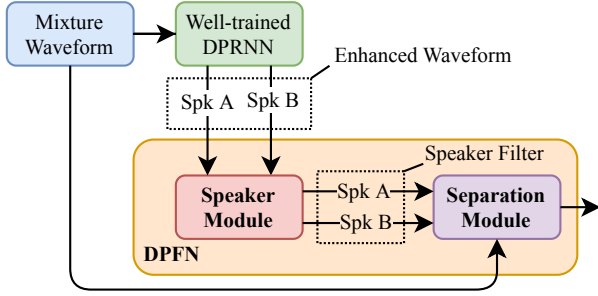 Mixture
Waveform
Well-trained
DPRNN
Enhanced Waveform
Spk A
Spk B
Speaker Filter
Speaker
Module
Spk A
Spk B
Separation
Module
DPFN